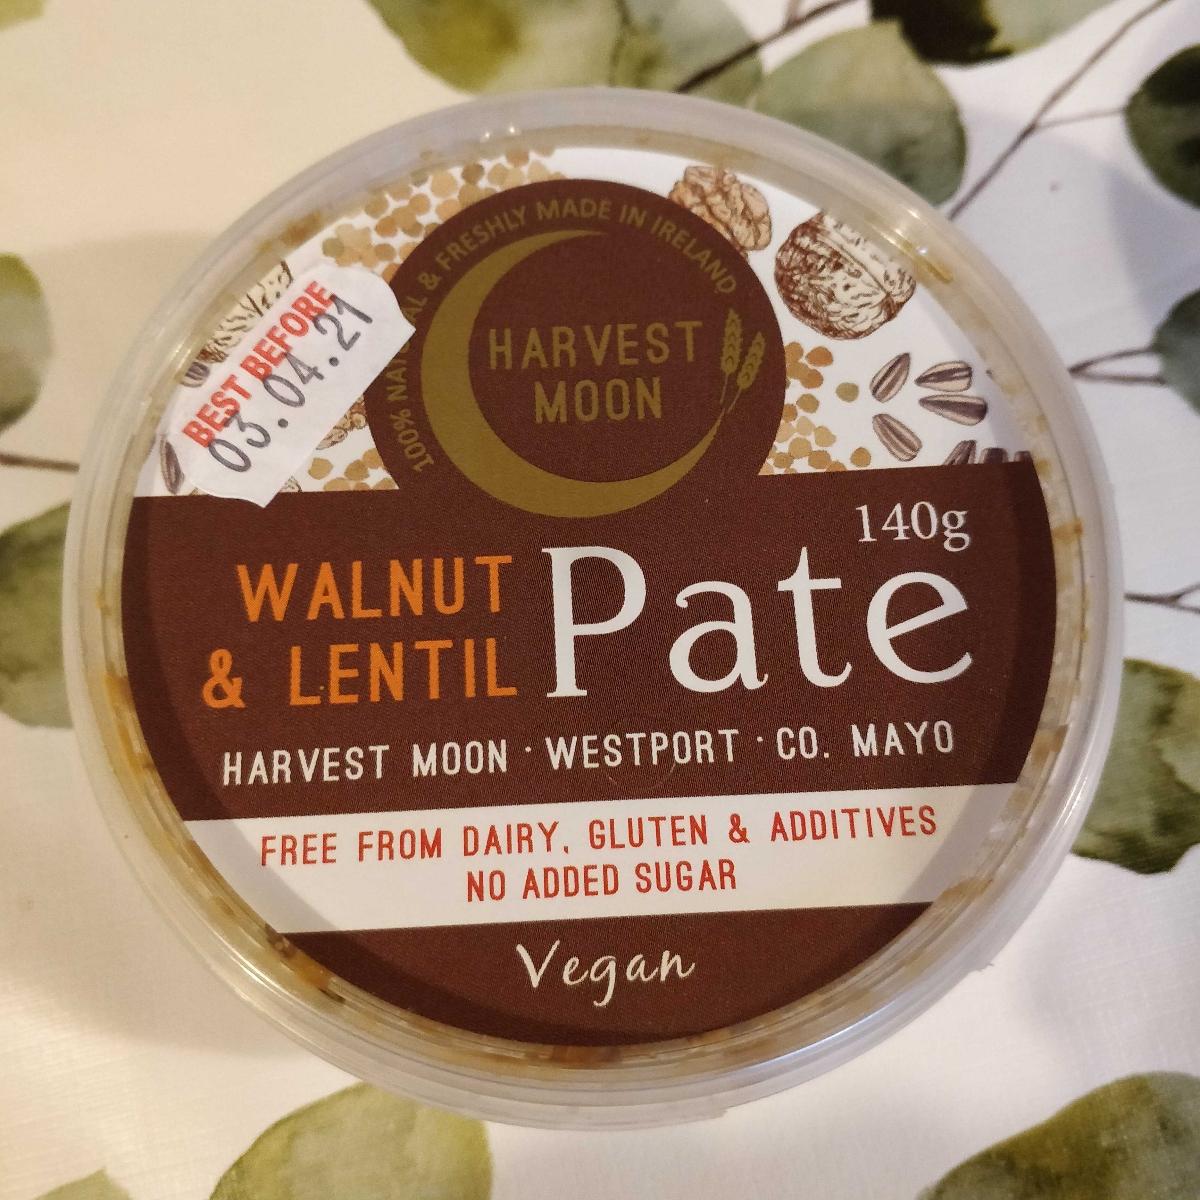 100% NATURAL & FRESHLY MADE IN IRELAND
HARVEST
MOON
BEST BEFORE
03.04.21
140g
WALNUT
& LENTIL
Pate
HARVEST MOON · WESTPORT · CO. MAYO
FREE FROM DAIRY, GLUTEN & ADDITIVES
NO ADDED SUGAR
Vegan